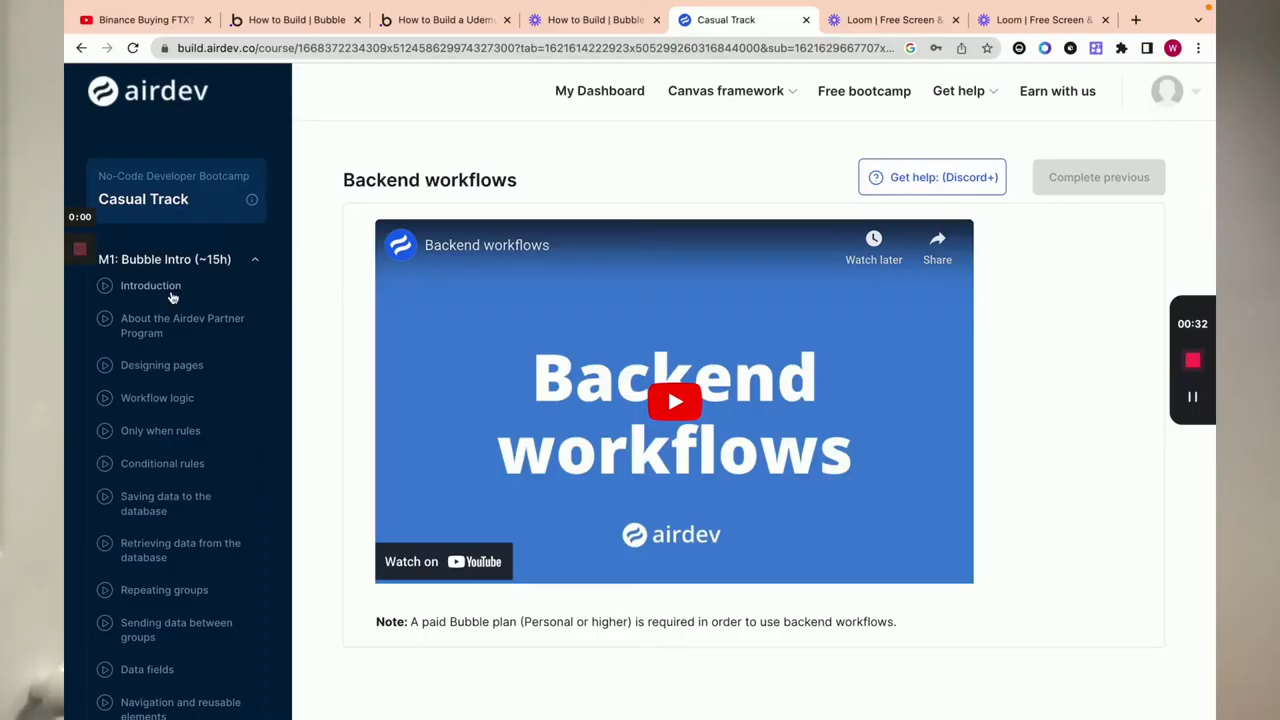 Binance Buying FTX?
How to Build | Bubble
How to Build a Udem
How to Build | Bubble
Casual Track
Loom | Free Screen &
Loom | Free Screen &
build.airdev.co/course/1668372234309x512458629974327300?tab=1621614222923x505299260316844000&sub=1621629667707x...
W
airdev
My Dashboard
Canvas framework
Free bootcamp
Get help
Earn with us
No-Code Developer Bootcamp
Casual Track
0:00
M1: Bubble Intro (~15h)
Introduction
About the Airdev Partner
Program
Designing pages
Workflow logic
Only when rules
Conditional rules
Saving data to the
database
Retrieving data from the
database
Repeating groups
Sending data between
groups
Data fields
Navigation and reusable
elements
Backend workflows
Get help: (Discord+)
Complete previous
Backend workflows
Watch later
Share
Backend
workflows
airdev
Watch on YouTube
Note: A paid Bubble plan (Personal or higher) is required in order to use backend workflows.
00:32